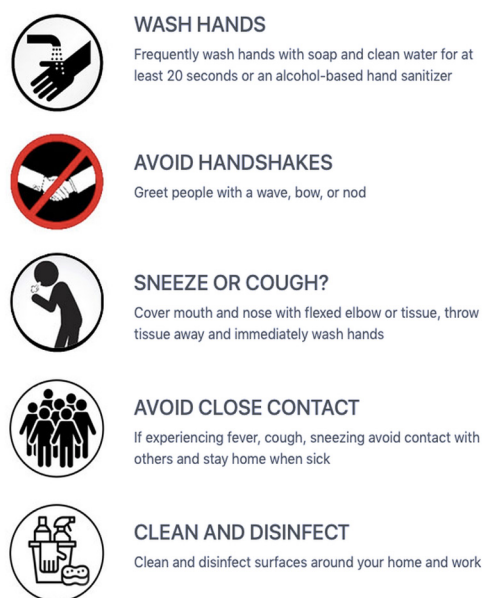 WASH HANDS
Frequently wash hands with soap and clean water for at
least 20 seconds or an alcohol-based hand sanitizer
AVOID HANDSHAKES
Greet people with a wave, bow, or nod
SNEEZE OR COUGH?
Cover mouth and nose with flexed elbow or tissue, throw
tissue away and immediately wash hands
AVOID CLOSE CONTACT
If experiencing fever, cough, sneezing avoid contact with
others and stay home when sick
CLEAN AND DISINFECT
Clean and disinfect surfaces around your home and work